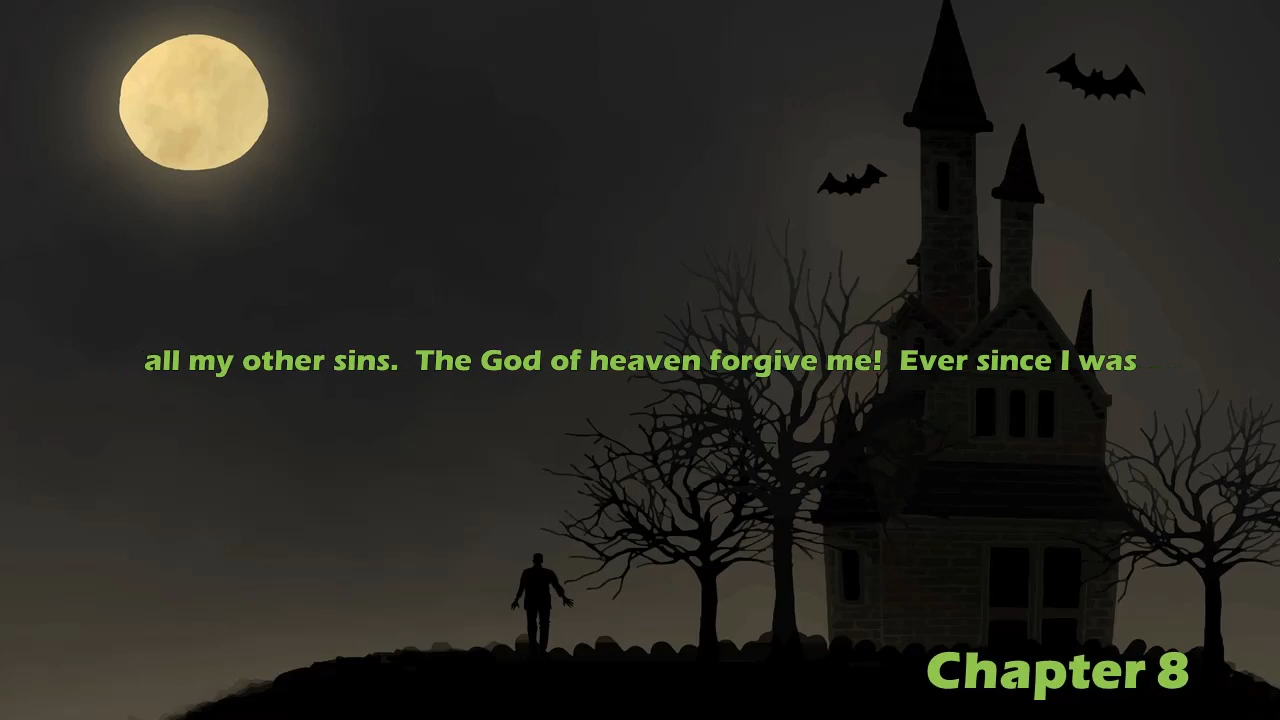 all my other sins.  The God of heaven forgive me!  Ever since I was
Chapter 8